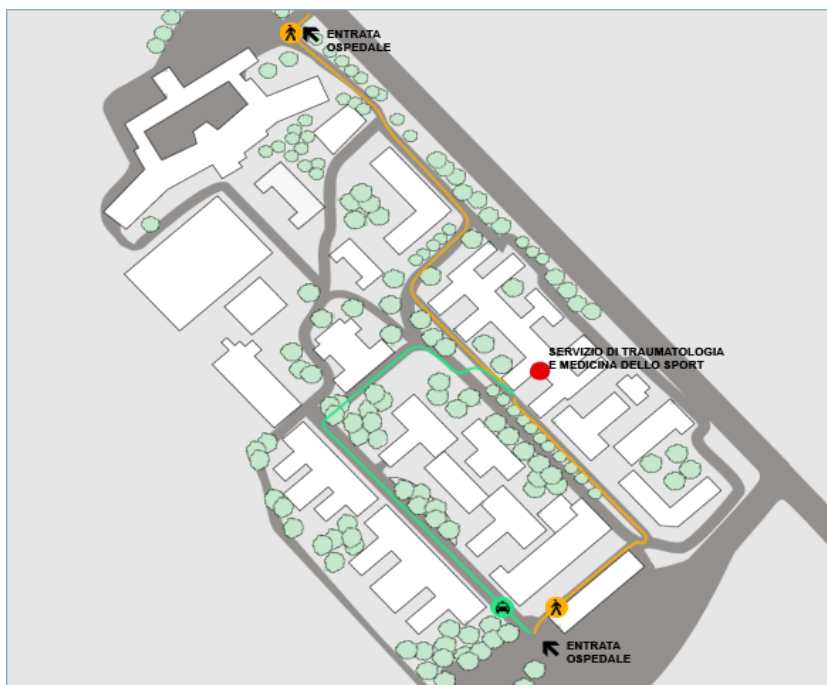 ENTRATA
OSPEDALE
SERVIZIO DI TRAUMATOLOGIA
E MEDICINA DELLO SPORT
ENTRATA
OSPEDALE